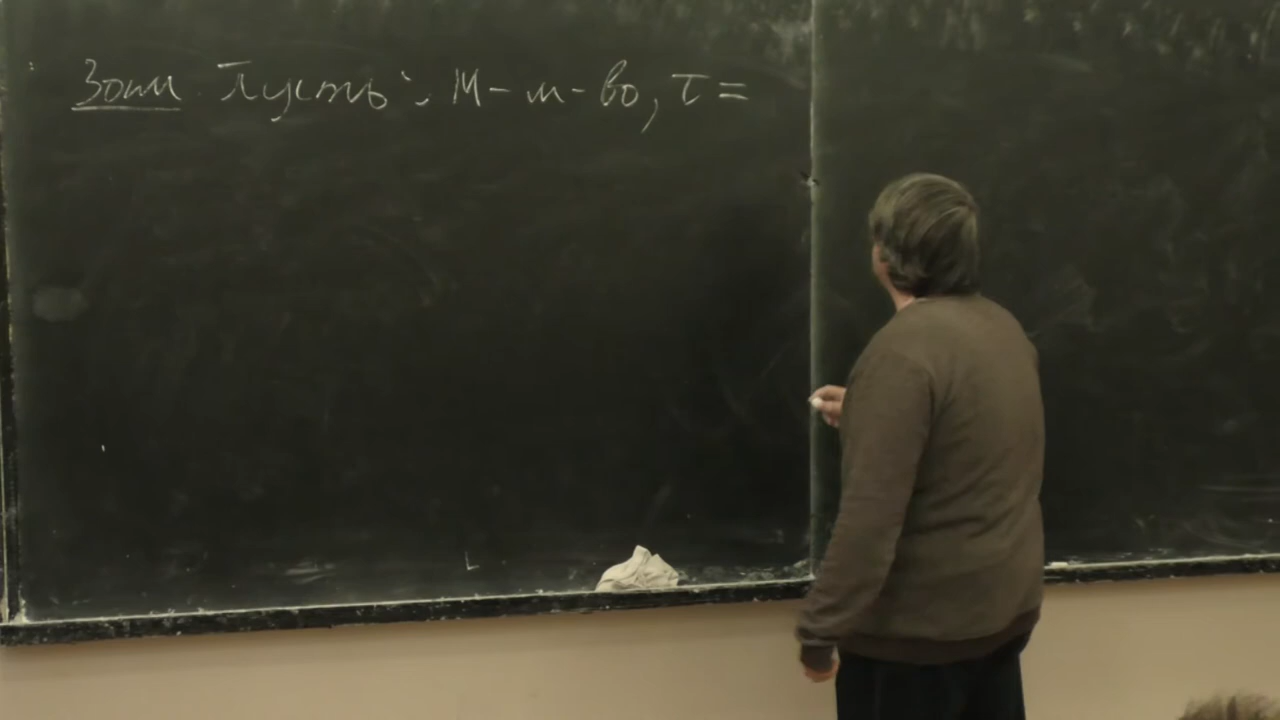 Зам. Пусть: M - м-во, τ =